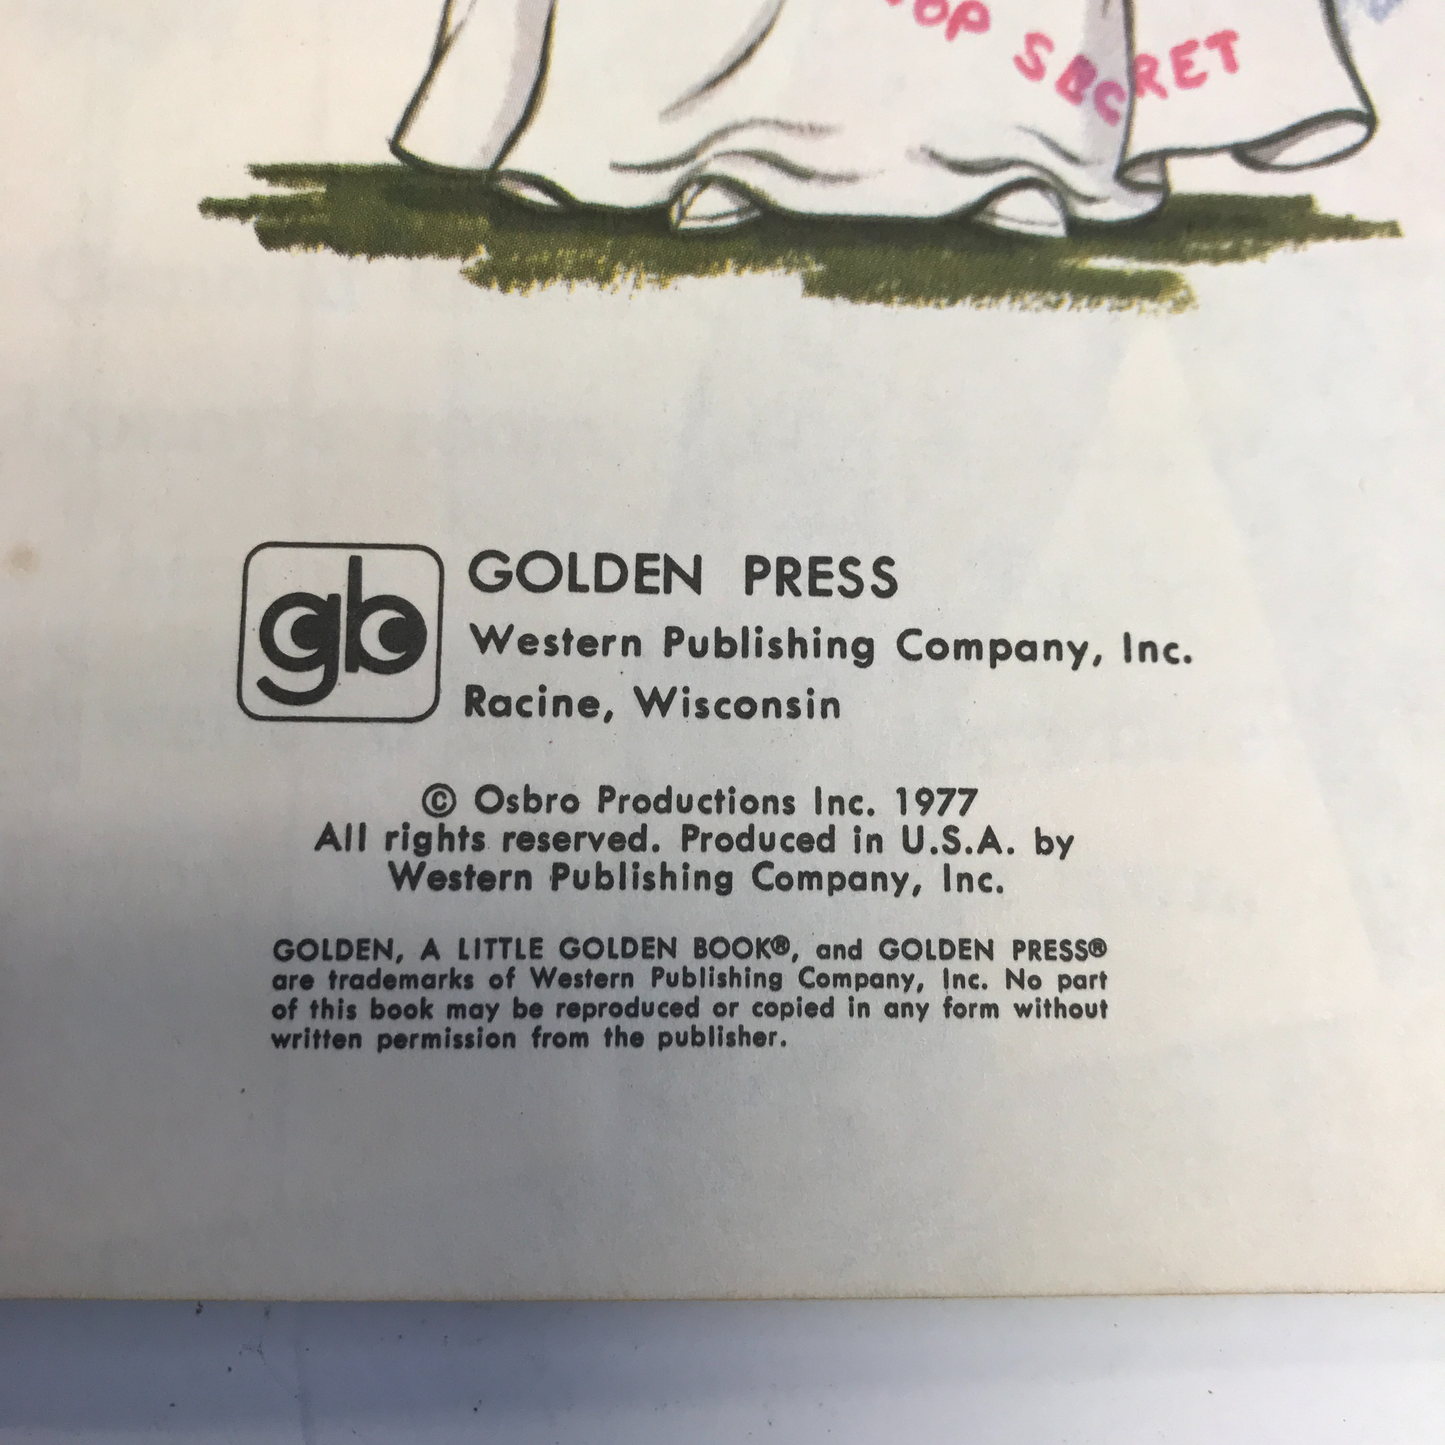 TOP SECRET
gb
GOLDEN PRESS
Western Publishing Company, Inc.
Racine, Wisconsin
© Osbro Productions Inc. 1977
All rights reserved. Produced in U.S.A. by
Western Publishing Company, Inc.
GOLDEN, A LITTLE GOLDEN BOOK®, and GOLDEN PRESS®
are trademarks of Western Publishing Company, Inc. No part
of this book may be reproduced or copied in any form without
written permission from the publisher.